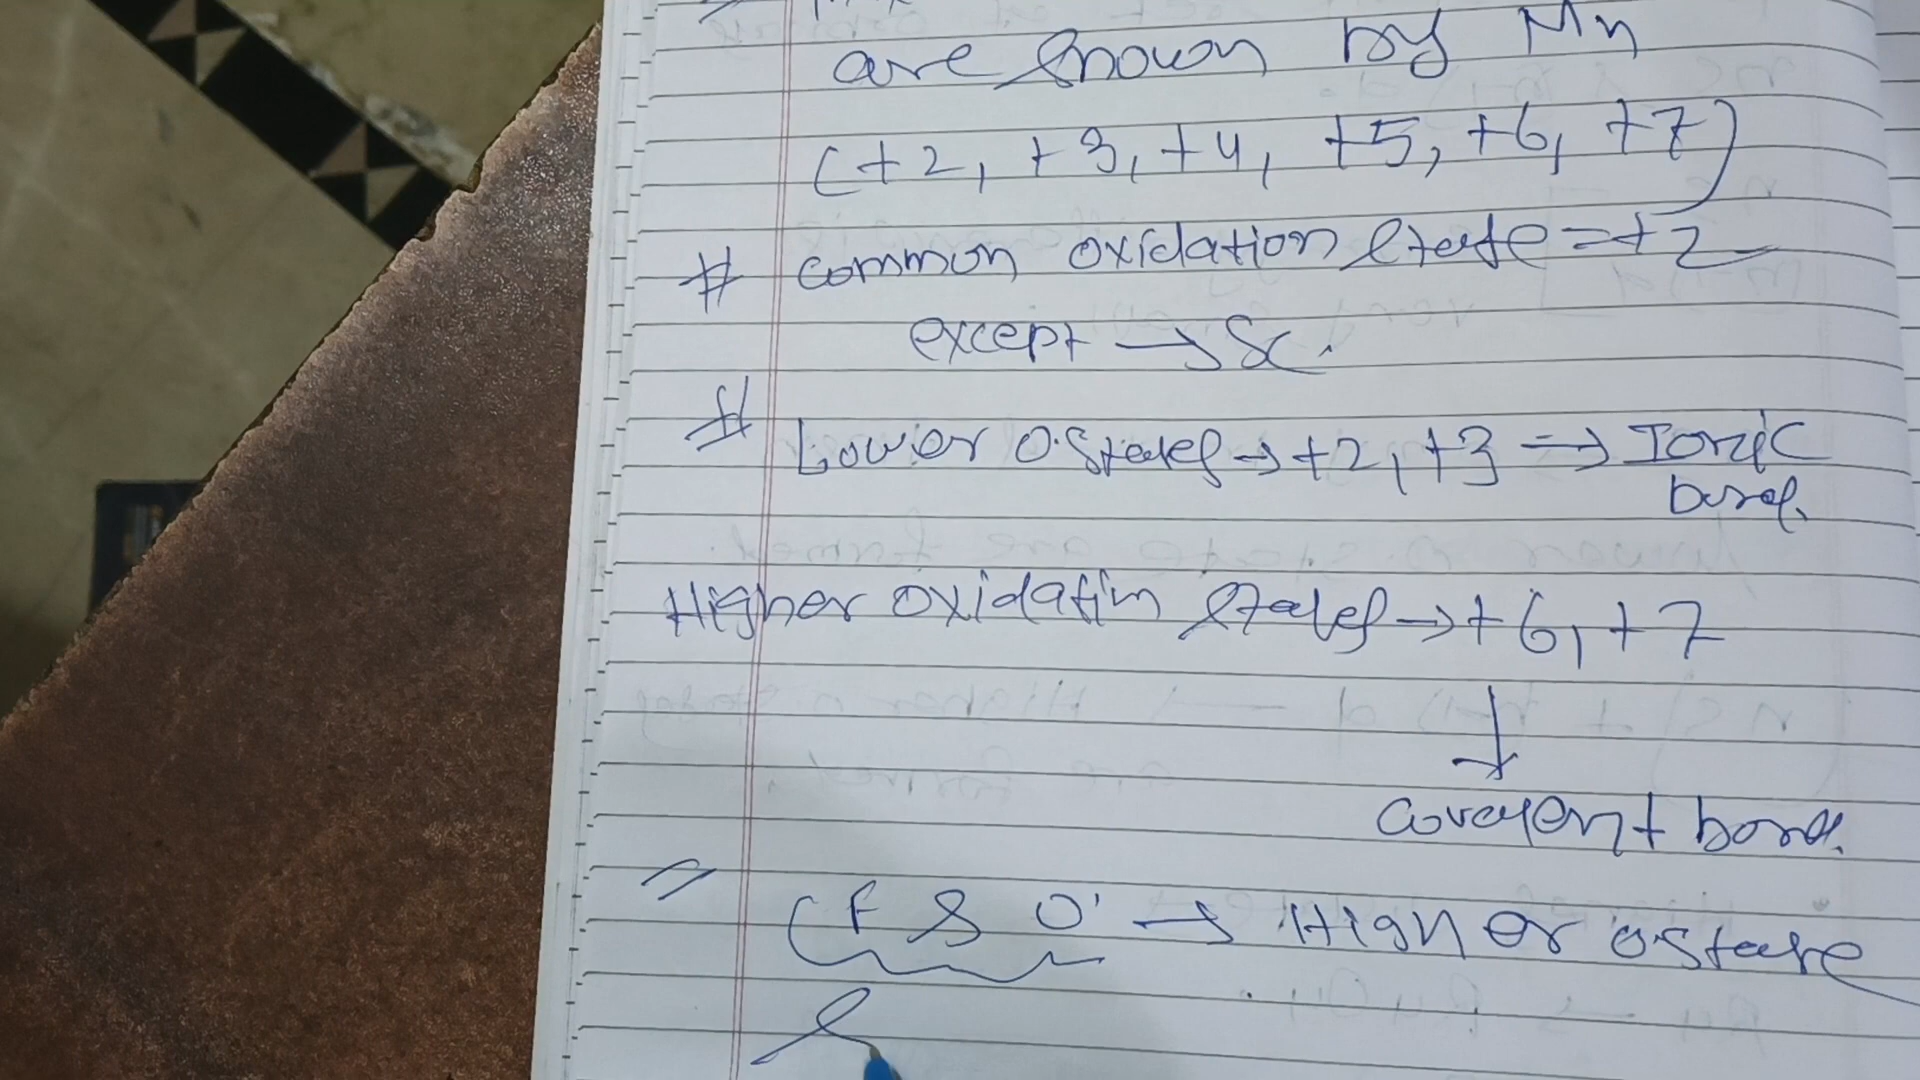 are shown by Mn
(+2, +3, +4, +5, +6, +7)
# common oxidation state = +2
except → Sc.
# Lower O.States → +2, +3 ⇒ Ionic
bond.
Higher oxidation states → +6, +7
↓
covalent bond.
(F & O' → Higher o.state